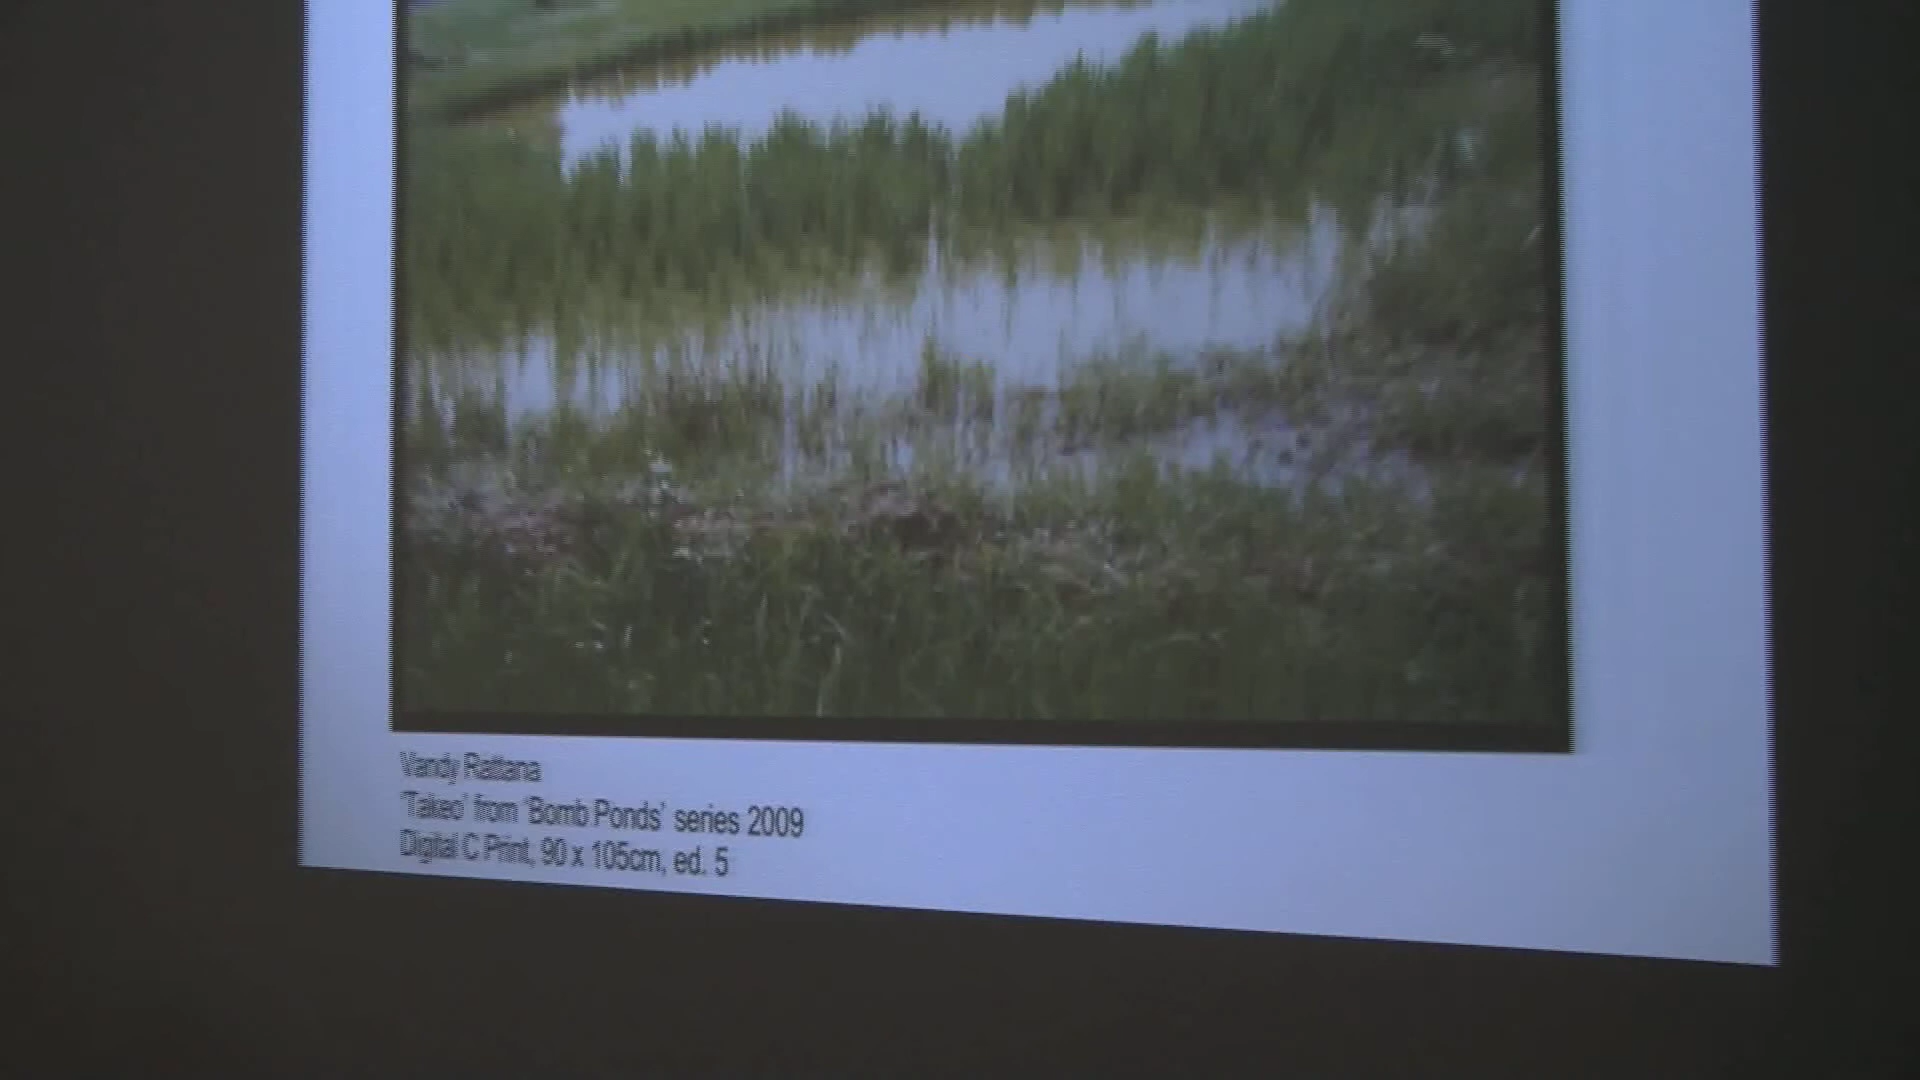 Vandy Rattana
'Takeo' from 'Bomb Ponds' series 2009
Digital C Print, 90 x 105cm, ed. 5